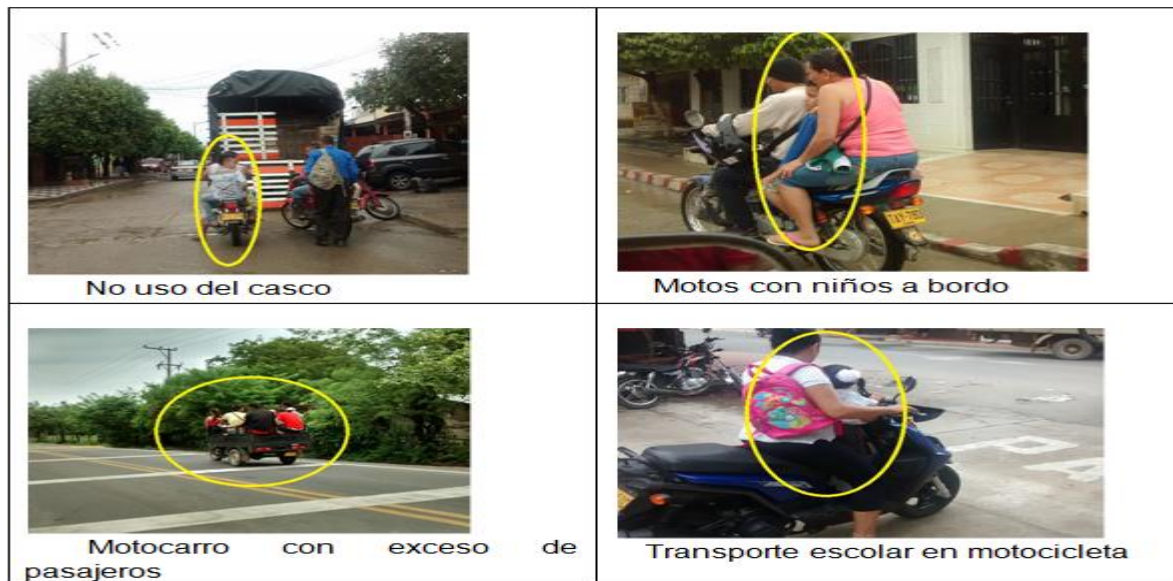 No uso del casco
Motos con niños a bordo
Motocarro con exceso de
pasajeros
Transporte escolar en motocicleta